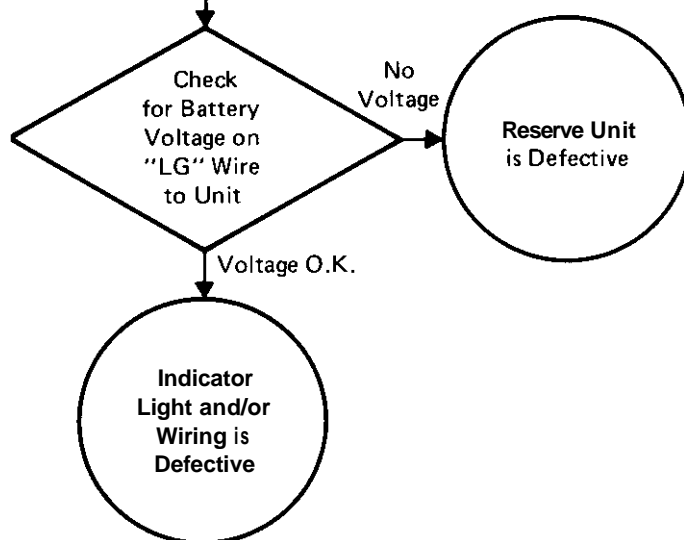 Check
for Battery
Voltage on
"LG" Wire
to Unit
No
Voltage
Reserve Unit
is Defective
Voltage O.K.
Indicator
Light and/or
Wiring is
Defective